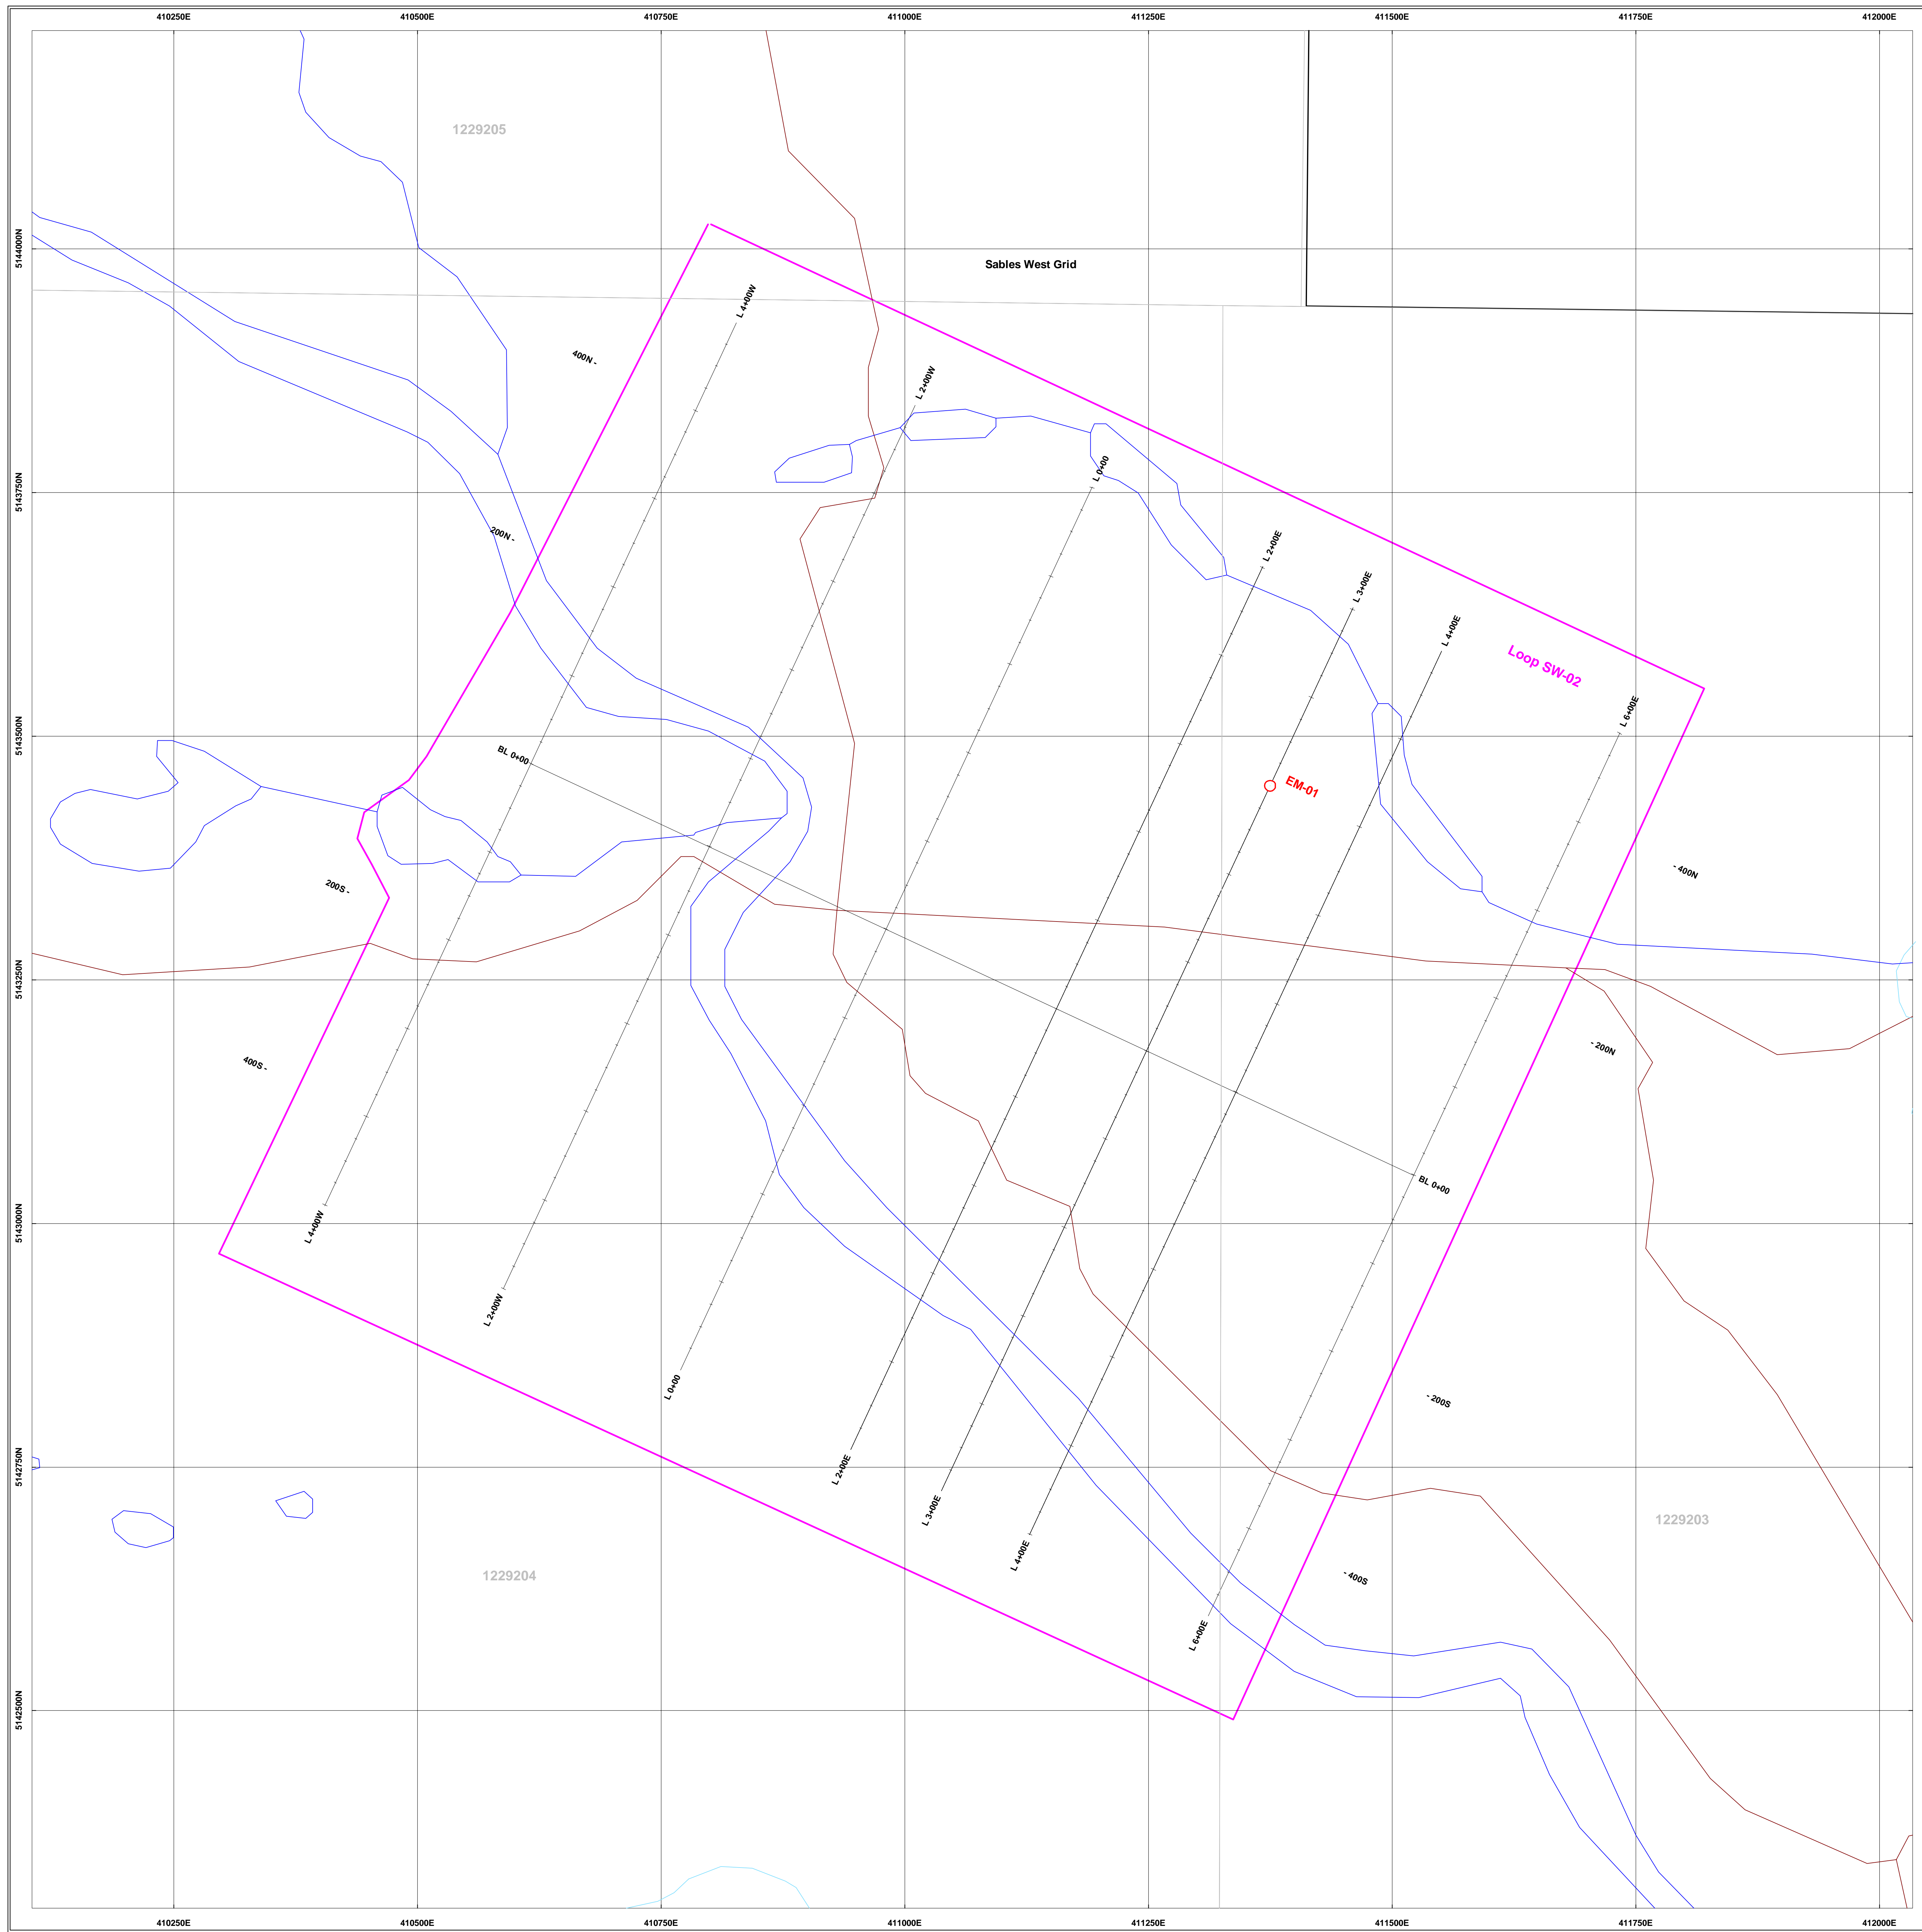 410250E 410500E 410750E 411000E 411250E 411500E 411750E 412000E
1229205
5144000N
Sables West Grid
L 4+00W
400N -
L 2+00W
L 0+00
5143750N
200N -
L 2+00E
L 3+00E
L 4+00E
Loop SW-02
L 6+00E
5143500N
BL 0+00
EM-01
- 400N
200S -
5143250N
- 200N
400S -
BL 0+00
5143000N
L 4+00W
L 2+00W
L 0+00
- 200S
5142750N
L 2+00E
L 3+00E
1229203
L 4+00E
1229204
- 400S
L 6+00E
5142500N
410250E 410500E 410750E 411000E 411250E 411500E 411750E 412000E